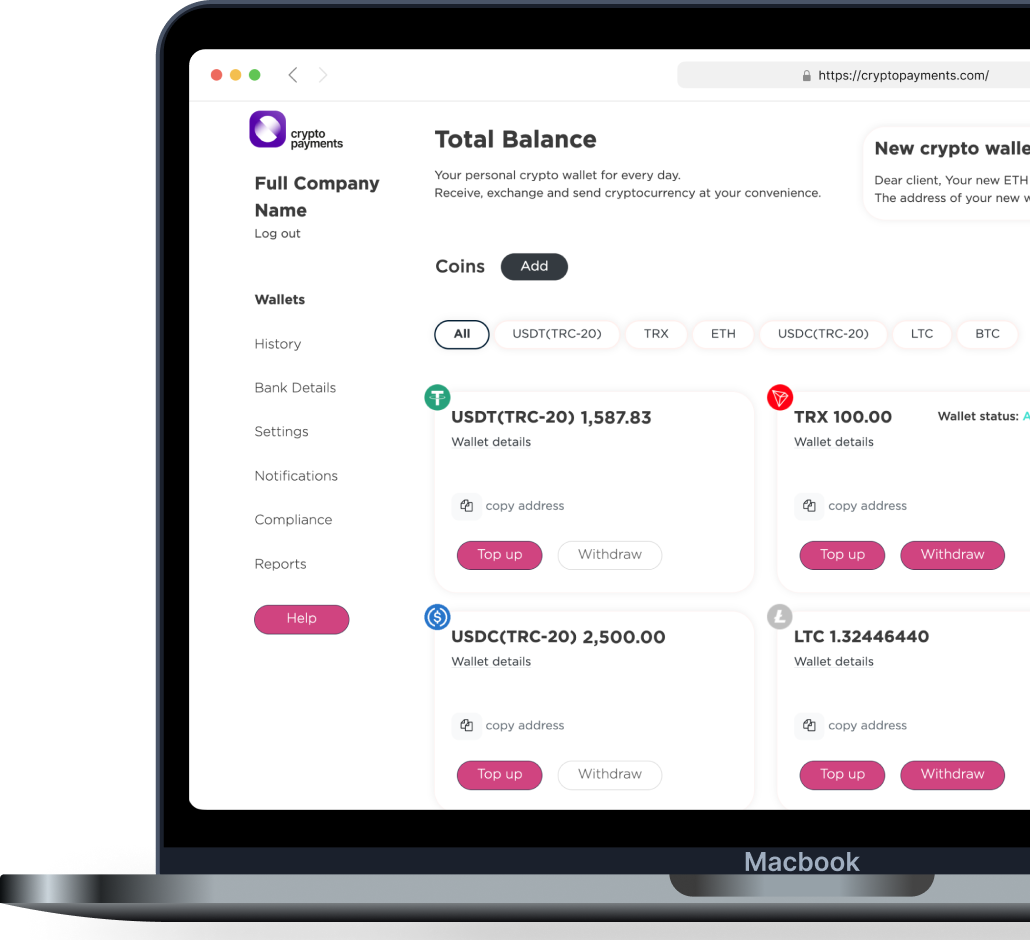 https://cryptopayments.com/
crypto
payments
Full Company
Name
Log out
Wallets
History
Bank Details
Settings
Notifications
Compliance
Reports
Help
Total Balance
Your personal crypto wallet for every day.
Receive, exchange and send cryptocurrency at your convenience.
New crypto
Dear client, Your new ETH
The address of your new
Coins
Add
All
USDT(TRC-20)
TRX
ETH
USDC(TRC-20)
LTC
BTC
USDT(TRC-20) 1,587.83
Wallet details
copy address
Top up
Withdraw
TRX 100.00
Wallet status:
Wallet details
copy address
Top up
Withdraw
USDC(TRC-20) 2,500.00
Wallet details
copy address
Top up
Withdraw
LTC 1.32446440
Wallet details
copy address
Top up
Withdraw
Macbook